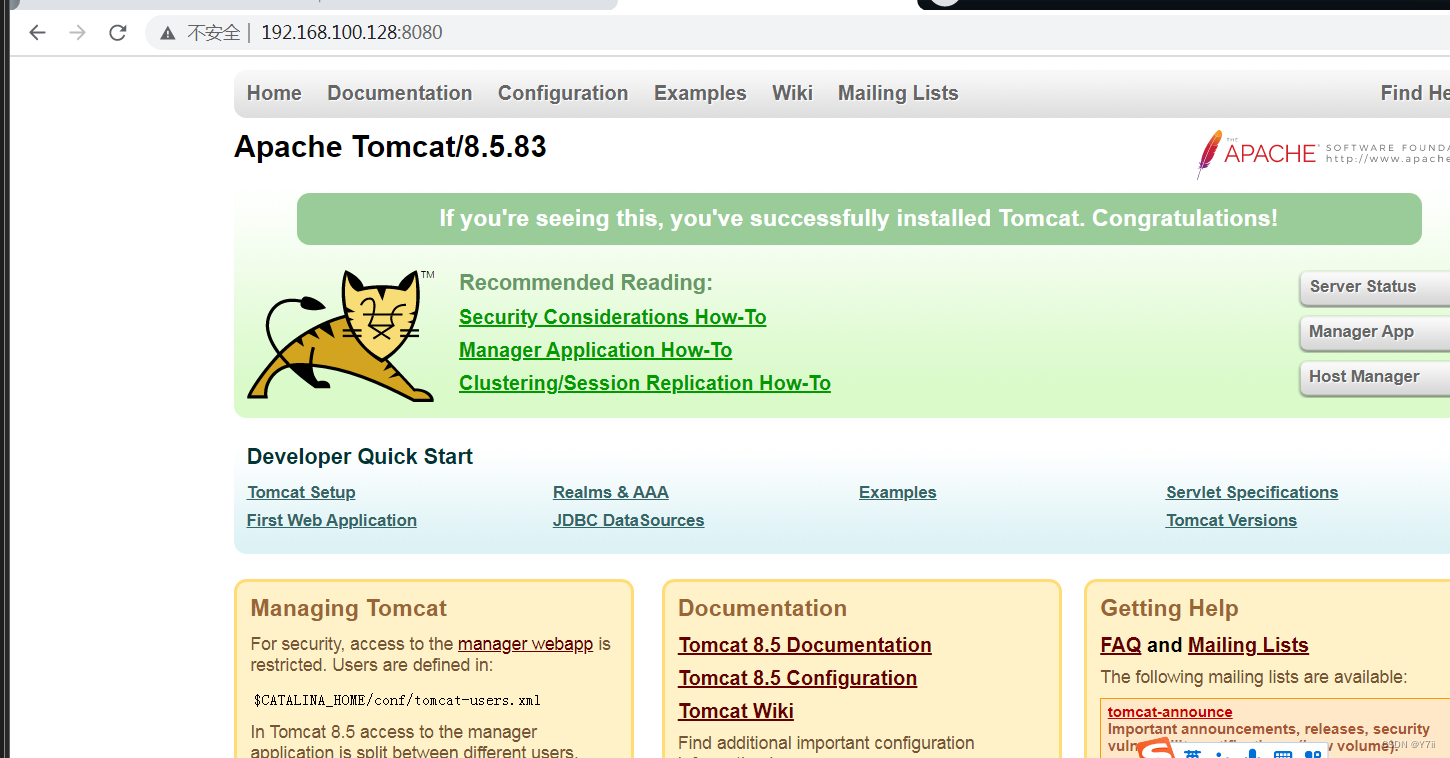 不安全 | 192.168.100.128:8080
Home Documentation Configuration Examples Wiki Mailing Lists Find He
Apache Tomcat/8.5.83
THE
APACHE SOFTWARE FOUNDA
http://www.apache
If you're seeing this, you've successfully installed Tomcat. Congratulations!
TM
Recommended Reading:
Security Considerations How-To
Manager Application How-To
Clustering/Session Replication How-To
Server Status
Manager App
Host Manager
Developer Quick Start
Tomcat Setup
First Web Application
Realms & AAA
JDBC DataSources
Examples
Servlet Specifications
Tomcat Versions
Managing Tomcat
For security, access to the manager webapp is
restricted. Users are defined in:
$CATALINA_HOME/conf/tomcat-users.xml
In Tomcat 8.5 access to the manager
application is split between different users.
Documentation
Tomcat 8.5 Documentation
Tomcat 8.5 Configuration
Tomcat Wiki
Find additional important configuration
Getting Help
FAQ and Mailing Lists
The following mailing lists are available:
tomcat-announce
Important announcements, releases, security
volume).
英
CSDN @Y7ii